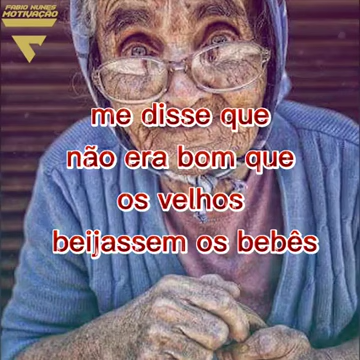 FABIO NUNES
MOTIVAÇÃO
me disse que
não era bom que
os velhos
beijassem os bebês